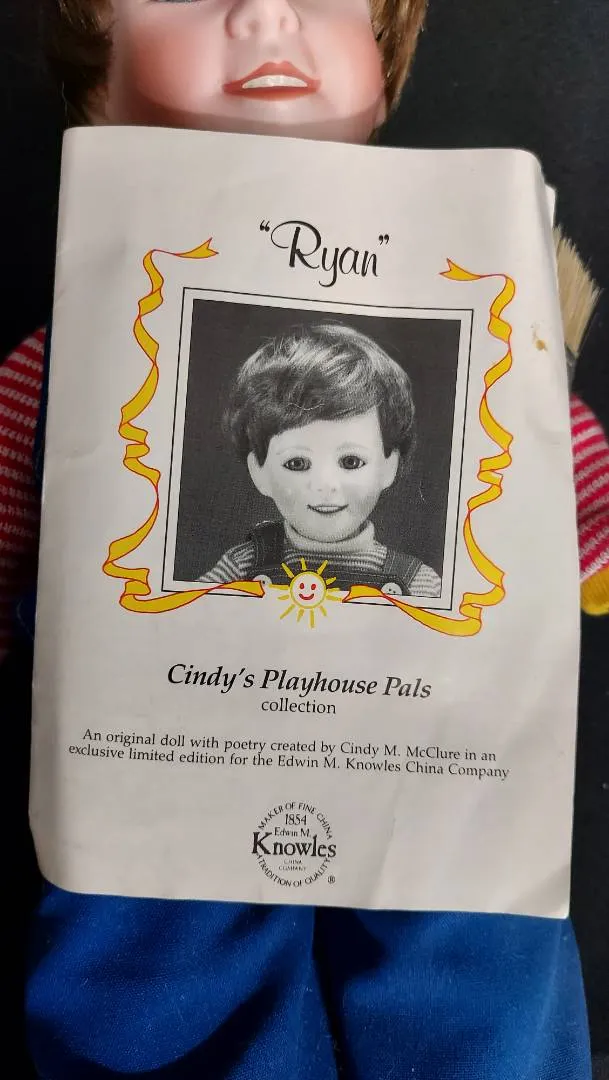 "Ryan"
Cindy's Playhouse Pals
collection
An original doll with poetry created by Cindy M. McClure in an
exclusive limited edition for the Edwin M. Knowles China Company
MAKER OF FINE CHINA
1854
Edwin M.
Knowles
CHINA
COMPANY
A TRADITION OF QUALITY
®